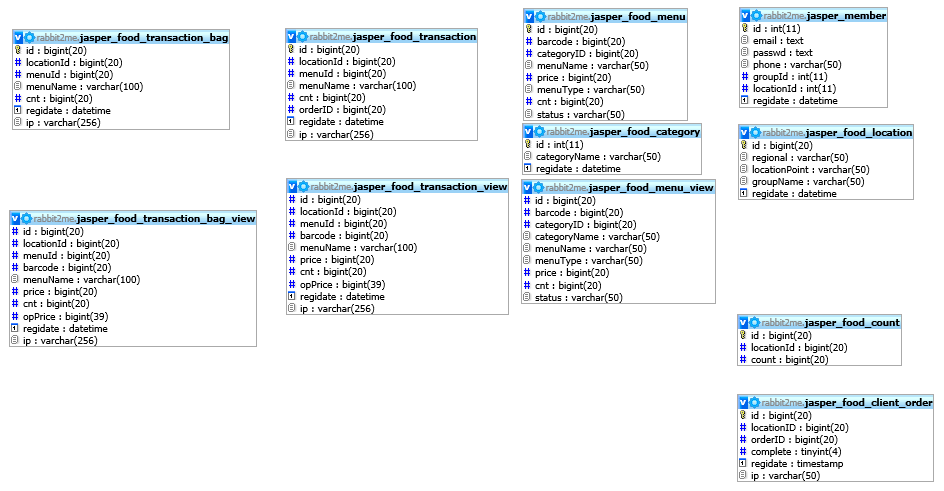 rabbit2me.jasper_food_transaction_bag
id : bigint(20)
locationId : bigint(20)
menuId : bigint(20)
menuName : varchar(100)
cnt : bigint(20)
regidate : datetime
ip : varchar(256)
rabbit2me.jasper_food_transaction
id : bigint(20)
locationId : bigint(20)
menuId : bigint(20)
menuName : varchar(100)
cnt : bigint(20)
orderID : bigint(20)
regidate : datetime
ip : varchar(256)
rabbit2me.jasper_food_menu
id : bigint(20)
barcode : bigint(20)
categoryID : bigint(20)
menuName : varchar(50)
price : bigint(20)
menuType : varchar(50)
cnt : bigint(20)
status : varchar(50)
rabbit2me.jasper_member
id : int(11)
email : text
passwd : text
phone : varchar(50)
groupId : int(11)
locationId : int(11)
regidate : datetime
rabbit2me.jasper_food_category
id : int(11)
categoryName : varchar(50)
regidate : datetime
rabbit2me.jasper_food_location
id : bigint(20)
regional : varchar(50)
locationPoint : varchar(50)
groupName : varchar(50)
regidate : datetime
rabbit2me.jasper_food_transaction_bag_view
id : bigint(20)
locationId : bigint(20)
menuId : bigint(20)
barcode : bigint(20)
menuName : varchar(100)
price : bigint(20)
cnt : bigint(20)
opPrice : bigint(39)
regidate : datetime
ip : varchar(256)
rabbit2me.jasper_food_transaction_view
id : bigint(20)
locationId : bigint(20)
menuId : bigint(20)
barcode : bigint(20)
menuName : varchar(100)
price : bigint(20)
cnt : bigint(20)
opPrice : bigint(39)
regidate : datetime
ip : varchar(256)
rabbit2me.jasper_food_menu_view
id : bigint(20)
barcode : bigint(20)
categoryID : bigint(20)
categoryName : varchar(50)
menuName : varchar(50)
menuType : varchar(50)
price : bigint(20)
cnt : bigint(20)
status : varchar(50)
rabbit2me.jasper_food_count
id : bigint(20)
locationId : bigint(20)
count : bigint(20)
rabbit2me.jasper_food_client_order
id : bigint(20)
locationID : bigint(20)
orderID : bigint(20)
complete : tinyint(4)
regidate : timestamp
ip : varchar(50)